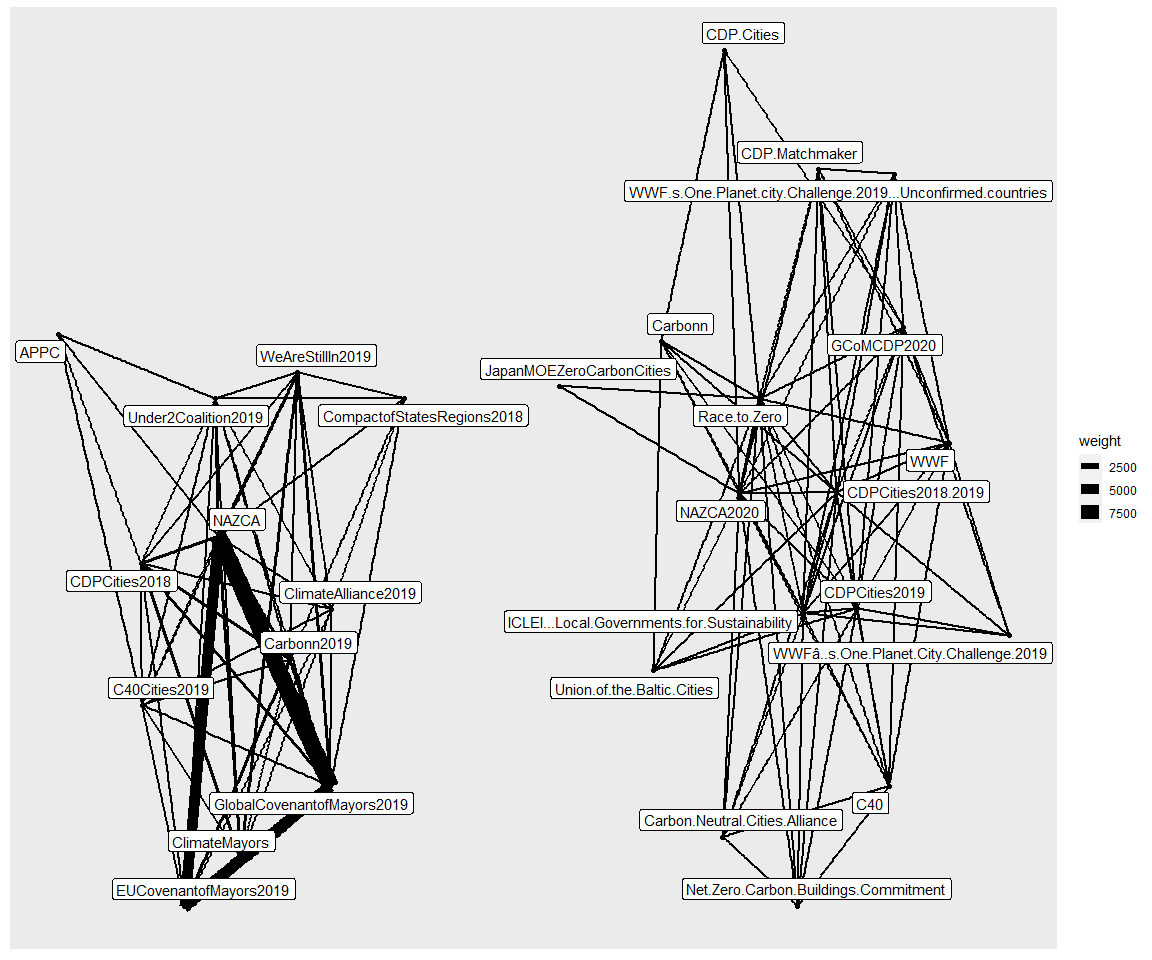 CDP.Cities
CDP.Matchmaker
WWF.s.One.Planet.city.Challenge.2019...Unconfirmed.countries
Carbonn
GCoMCDP2020
APPC
WeAreStillIn2019
JapanMOEZeroCarbonCities
Under2Coalition2019
CompactofStatesRegions2018
Race.to.Zero
weight
WWF
2500
CDPCities2018.2019
5000
NAZCA
NAZCA2020
7500
CDPCities2018
ClimateAlliance2019
CDPCities2019
ICLEI...Local.Governments.for.Sustainability
Carbonn2019
WWFâ..s.One.Planet.City.Challenge.2019
C40Cities2019
Union.of.the.Baltic.Cities
GlobalCovenantofMayors2019
C40
Carbon.Neutral.Cities.Alliance
ClimateMayors
EUCovenantofMayors2019
Net.Zero.Carbon.Buildings.Commitment